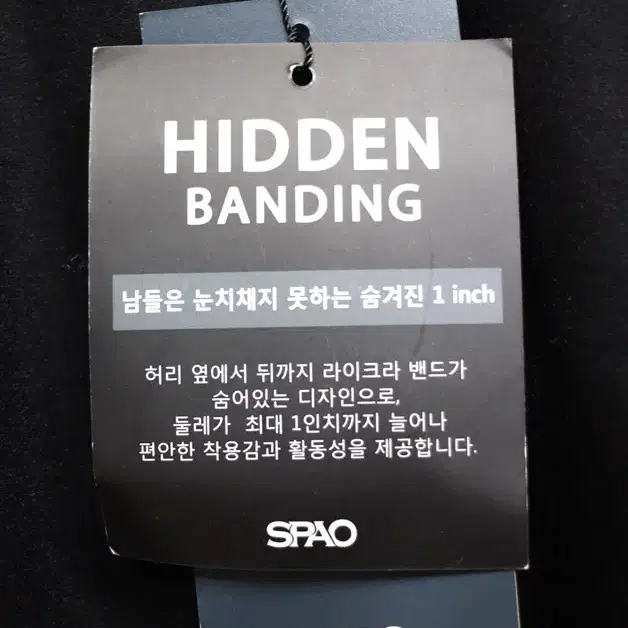 HIDDEN
BANDING
남들은 눈치채지 못하는 숨겨진 1 inch
허리 옆에서 뒤까지 라이크라 밴드가
숨어있는 디자인으로,
둘레가 최대 1인치까지 늘어나
편안한 착용감과 활동성을 제공합니다.
SPAO